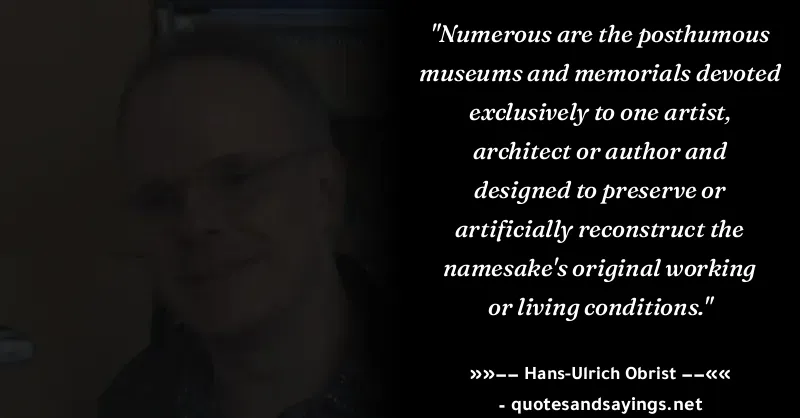 "Numerous are the posthumous
museums and memorials devoted
exclusively to one artist,
architect or author and
designed to preserve or
artificially reconstruct the
namesake's original working
or living conditions."
»»–– Hans-Ulrich Obrist ––««
- quotesandsayings.net